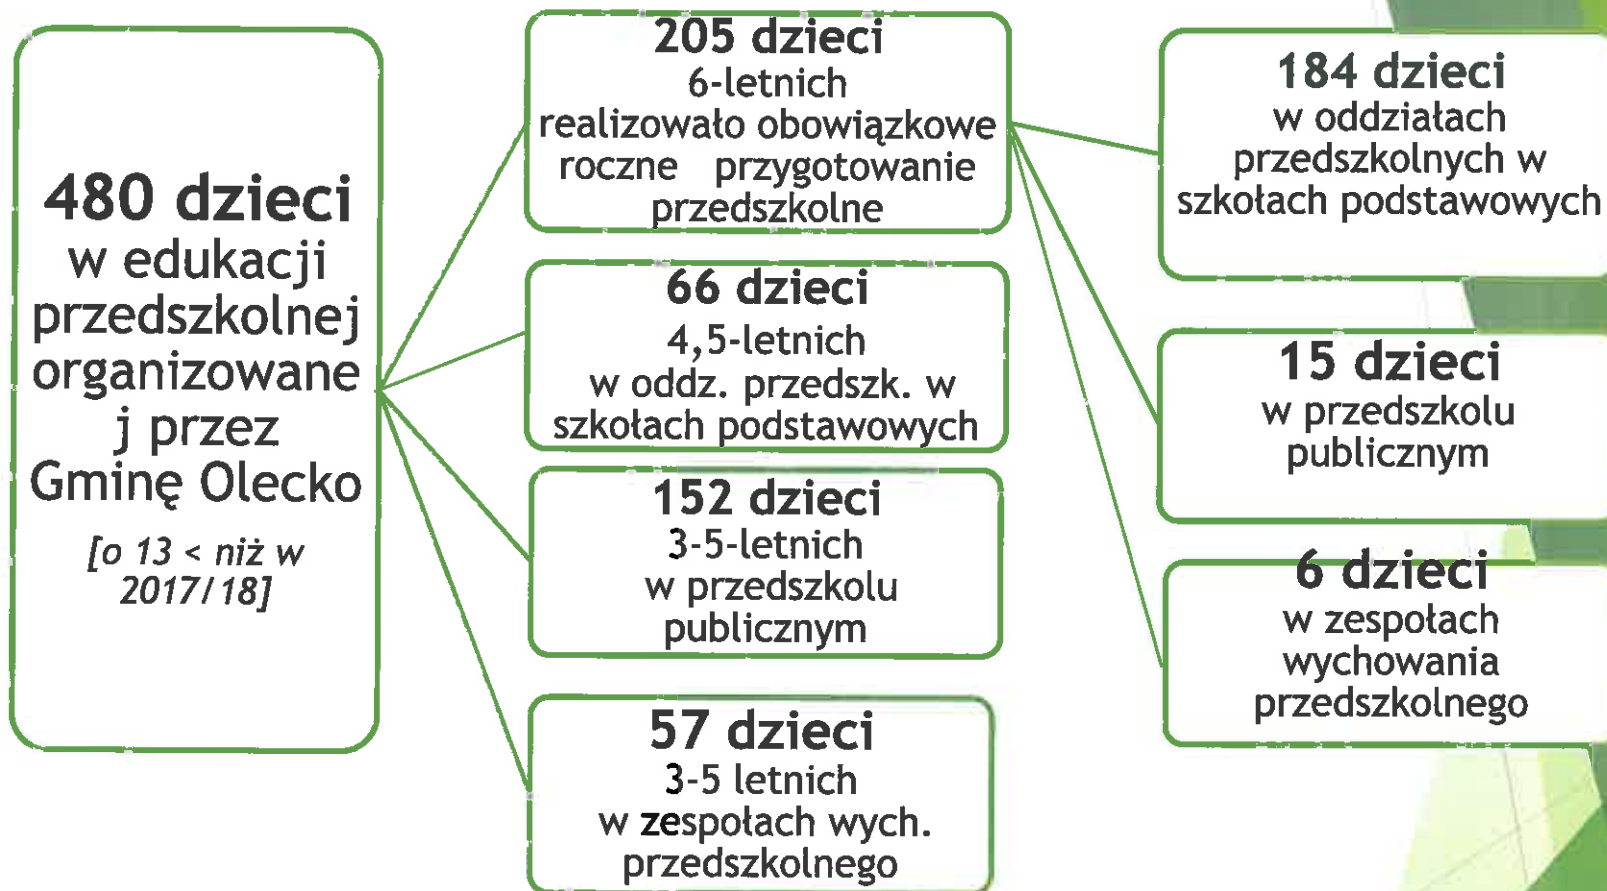 480 dzieci
w edukacji
przedszkolnej
organizowane
j przez
Gminę Olecko
[o 13 < niż w
2017/18]
205 dzieci
6-letnich
realizowało obowiązkowe
roczne przygotowanie
przedszkolne
66 dzieci
4,5-letnich
w oddz. przedszk. w
szkołach podstawowych
152 dzieci
3-5-letnich
w przedszkolu
publicznym
57 dzieci
3-5 letnich
w zespołach wych.
przedszkolnego
184 dzieci
w oddziałach
przedszkolnych w
szkołach podstawowych
15 dzieci
w przedszkolu
publicznym
6 dzieci
w zespołach
wychowania
przedszkolnego